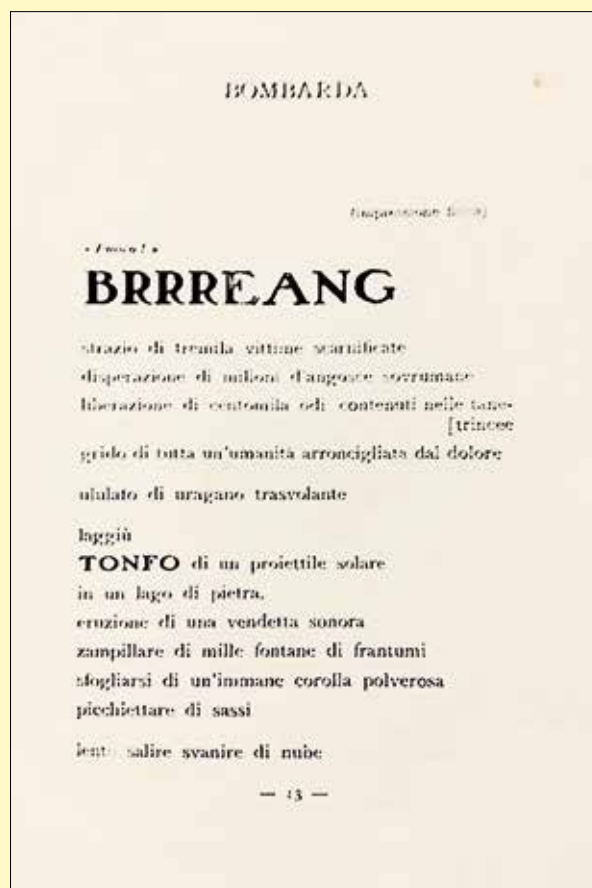 BOMBARDA
(impressione
BRRREANG
strazio di tremila vittime scarnificate
disperazione di milioni d'angosce sovrumane
liberazione di centomila odi contenuti nelle tane-
[trincee
grido di tutta un'umanità arroncigliata dal dolore
ululato di uragano trasvolante
laggiù
TONFO di un proiettile solare
in un lago di pietra,
eruzione di una vendetta sonora
zampillare di mille fontane di frantumi
sfogliarsi di un'immane corolla polverosa
picchiettare di sassi
lento salire svanire di nube
— 43 —